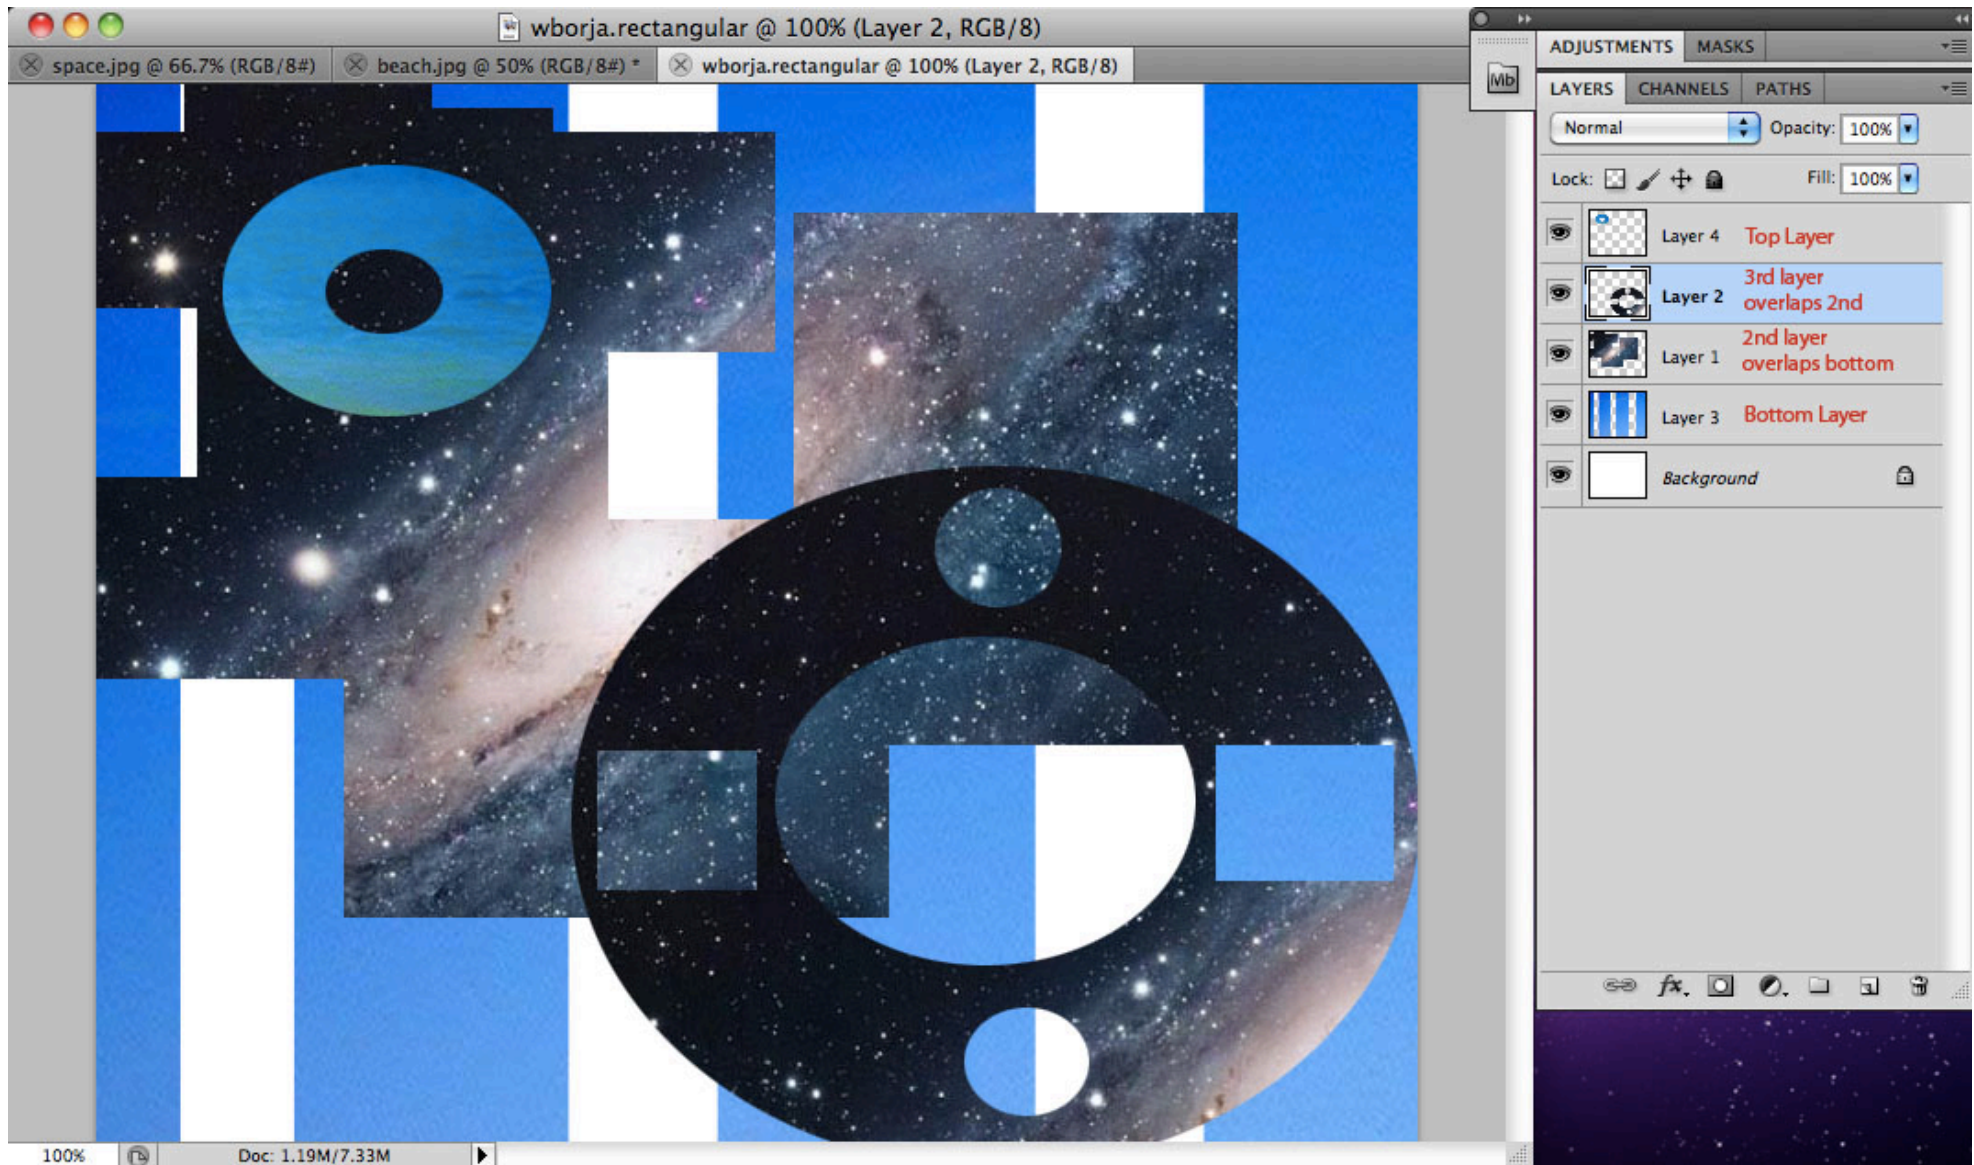 wborja.rectangular @ 100% (Layer 2, RGB/8)
space.jpg @ 66.7% (RGB/8#)
beach.jpg @ 50% (RGB/8#) *
wborja.rectangular @ 100% (Layer 2, RGB/8)
Mb
ADJUSTMENTS MASKS
LAYERS CHANNELS PATHS
Normal Opacity: 100%
Lock: Fill: 100%
Layer 4 Top Layer
Layer 2 3rd layer
overlaps 2nd
Layer 1 2nd layer
overlaps bottom
Layer 3 Bottom Layer
Background
fx.
100% Doc: 1.19M/7.33M